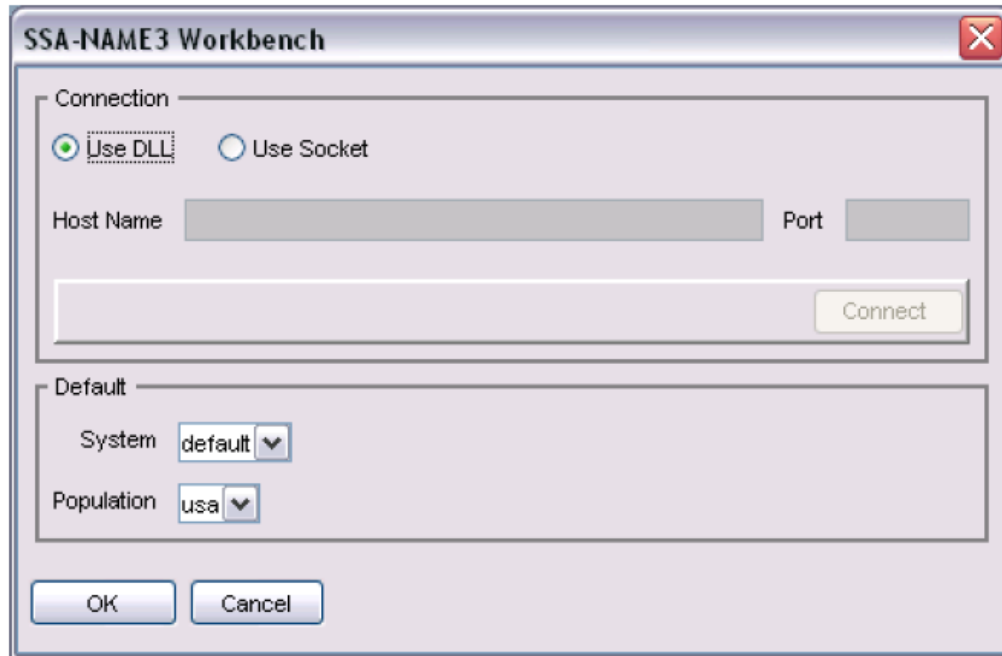 SSA-NAME3 Workbench
Connection
Use DLL Use Socket
Host Name Port
Connect
Default
System default
Population usa
OK Cancel